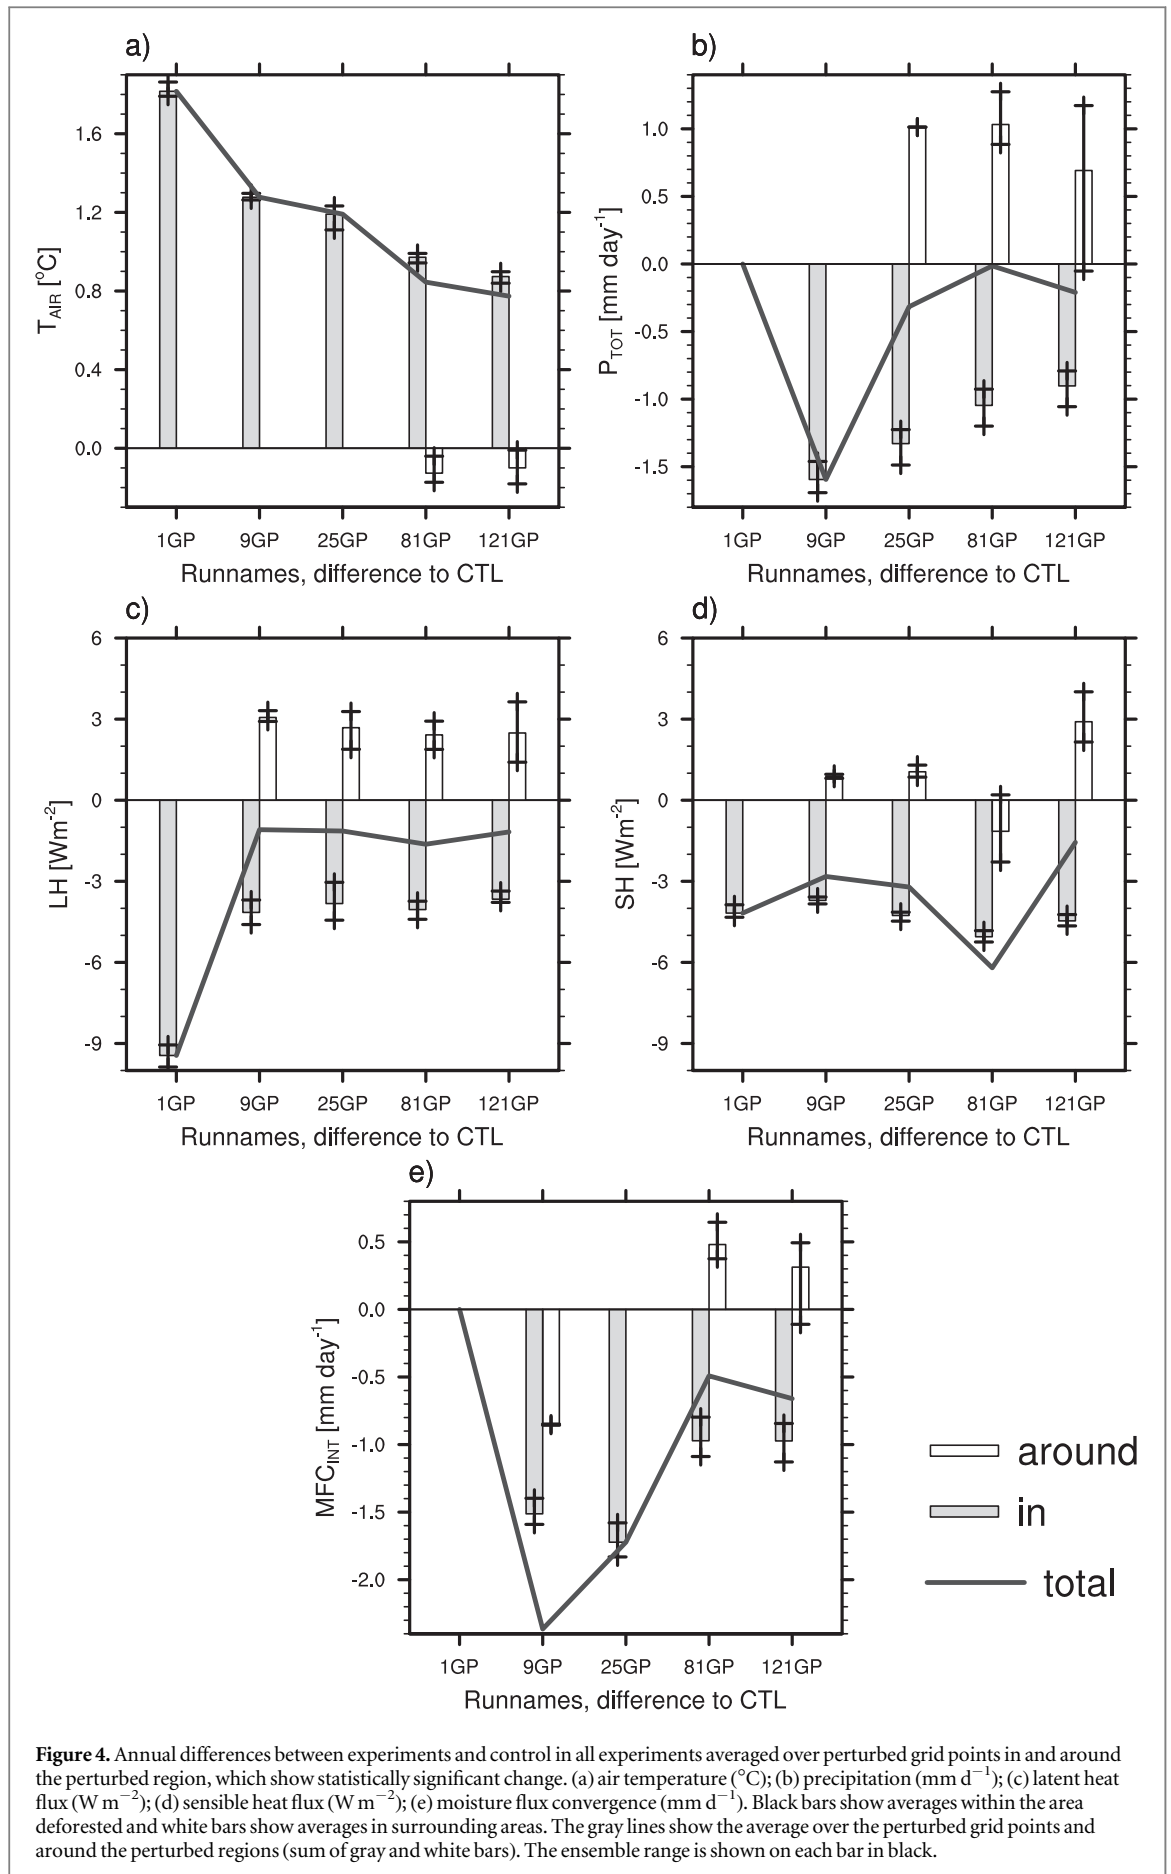 a)
1.6
1.2
0.8
0.4
0.0
T_AIR [°C]
1GP 9GP 25GP 81GP 121GP
Runnames, difference to CTL
b)
1.0
0.5
0.0
-0.5
-1.0
-1.5
P_TOT [mm day^-1]
1GP 9GP 25GP 81GP 121GP
Runnames, difference to CTL
c)
6
3
0
-3
-6
-9
LH [Wm^-2]
1GP 9GP 25GP 81GP 121GP
Runnames, difference to CTL
d)
6
3
0
-3
-6
-9
SH [Wm^-2]
1GP 9GP 25GP 81GP 121GP
Runnames, difference to CTL
e)
0.5
0.0
-0.5
-1.0
-1.5
-2.0
MFC_INT [mm day^-1]
1GP 9GP 25GP 81GP 121GP
Runnames, difference to CTL
around
in
total
Figure 4. Annual differences between experiments and control in all experiments averaged over perturbed grid points in and around
the perturbed region, which show statistically significant change. (a) air temperature (°C); (b) precipitation (mm d⁻¹); (c) latent heat
flux (W m⁻²); (d) sensible heat flux (W m⁻²); (e) moisture flux convergence (mm d⁻¹). Black bars show averages within the area
deforested and white bars show averages in surrounding areas. The gray lines show the average over the perturbed grid points and
around the perturbed regions (sum of gray and white bars). The ensemble range is shown on each bar in black.